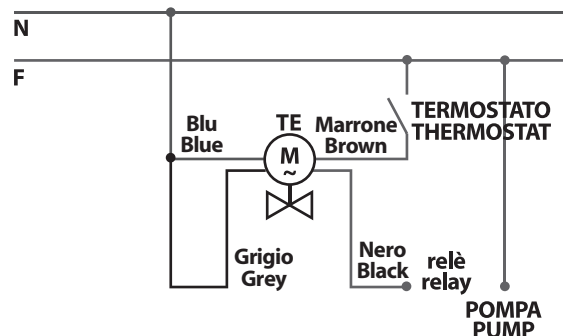 N
F
TERMOSTATO
THERMOSTAT
Blu
Blue
TE
Marrone
Brown
M
~
Grigio
Grey
Nero
Black
relè
relay
POMPA
PUMP